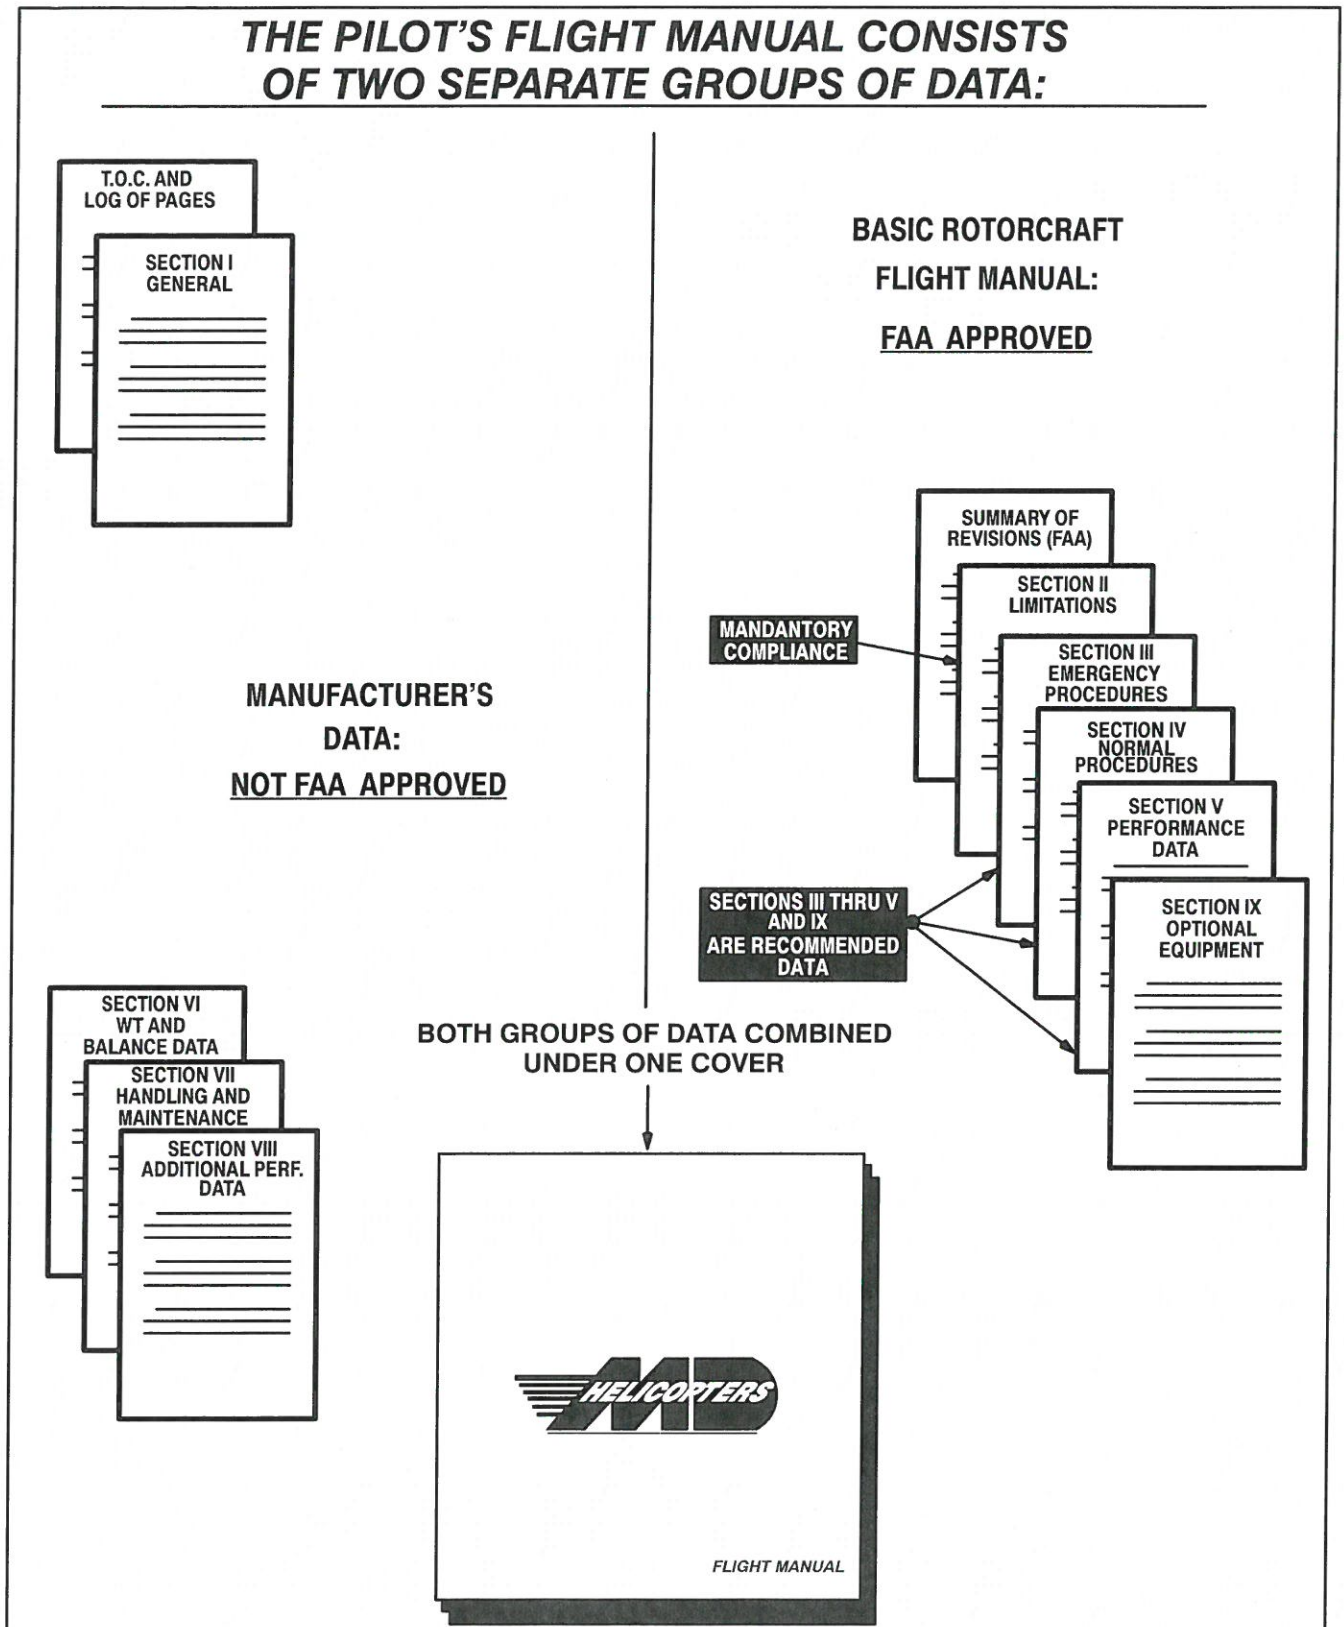 THE PILOT'S FLIGHT MANUAL CONSISTS
OF TWO SEPARATE GROUPS OF DATA:
T.O.C. AND
LOG OF PAGES
SECTION I
GENERAL
MANUFACTURER'S
DATA:
NOT FAA APPROVED
SECTION VI
WT AND
BALANCE DATA
SECTION VII
HANDLING AND
MAINTENANCE
SECTION VIII
ADDITIONAL PERF.
DATA
BASIC ROTORCRAFT
FLIGHT MANUAL:
FAA APPROVED
SUMMARY OF
REVISIONS (FAA)
SECTION II
LIMITATIONS
MANDANTORY
COMPLIANCE
SECTION III
EMERGENCY
PROCEDURES
SECTION IV
NORMAL
PROCEDURES
SECTION V
PERFORMANCE
DATA
SECTIONS III THRU V
AND IX
ARE RECOMMENDED
DATA
SECTION IX
OPTIONAL
EQUIPMENT
BOTH GROUPS OF DATA COMBINED
UNDER ONE COVER
MD
HELICOPTERS
FLIGHT MANUAL